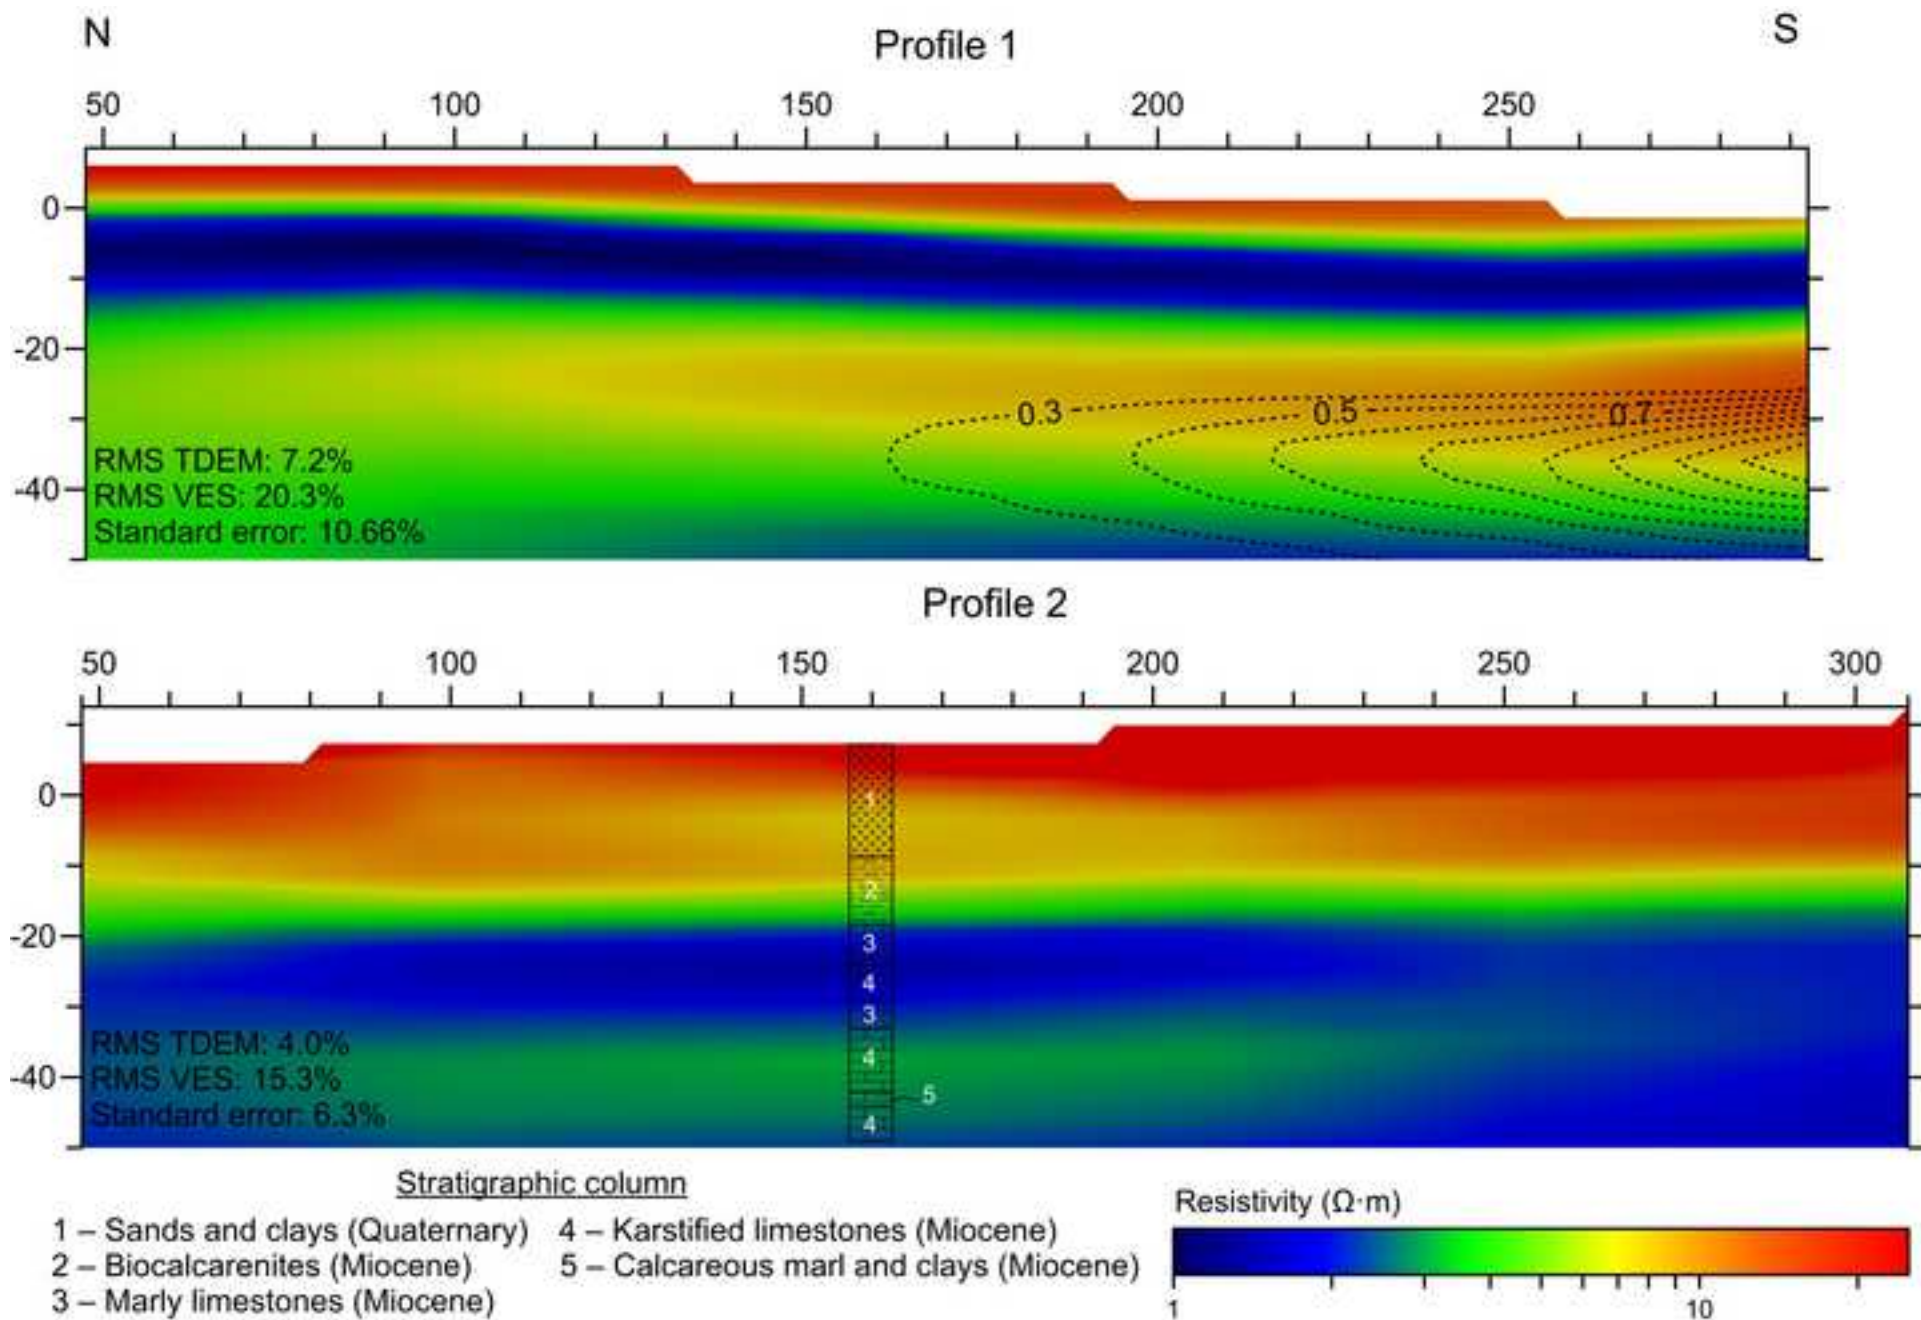 N Profile 1 S
50 100 150 200 250
0
-20
0.3 0.5 0.7
RMS TDEM: 7.2%
-40
RMS VES: 20.3%
Standard error: 10.66%
Profile 2
50 100 150 200 250 300
0
1
2
-20
3
4
3
RMS TDEM: 4.0%
4
-40
RMS VES: 15.3%
5
Standard error: 6.3%
4
Stratigraphic column
1 – Sands and clays (Quaternary)
2 – Biocalcarenites (Miocene)
3 – Marly limestones (Miocene)
4 – Karstified limestones (Miocene)
5 – Calcareous marl and clays (Miocene)
Resistivity (Ω·m)
1 10